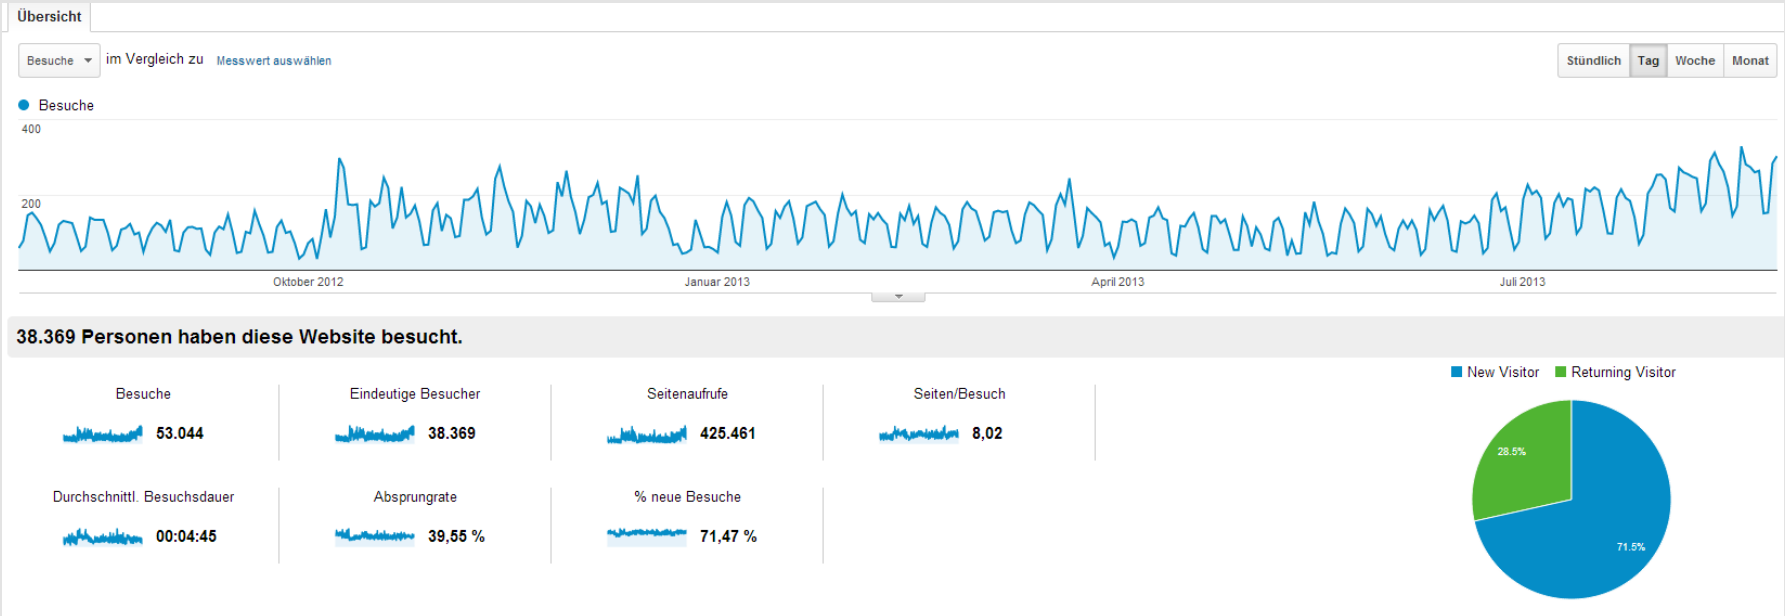 Übersicht
Besuche im Vergleich zu Messwert auswählen
Stündlich Tag Woche Monat
Besuche
400
200
Oktober 2012 Januar 2013 April 2013 Juli 2013
38.369 Personen haben diese Website besucht.
Besuche
53.044
Eindeutige Besucher
38.369
Seitenaufrufe
425.461
Seiten/Besuch
8,02
Durchschnittl. Besuchsdauer
00:04:45
Absprungrate
39,55 %
% neue Besuche
71,47 %
New Visitor Returning Visitor
28.5%
71.5%